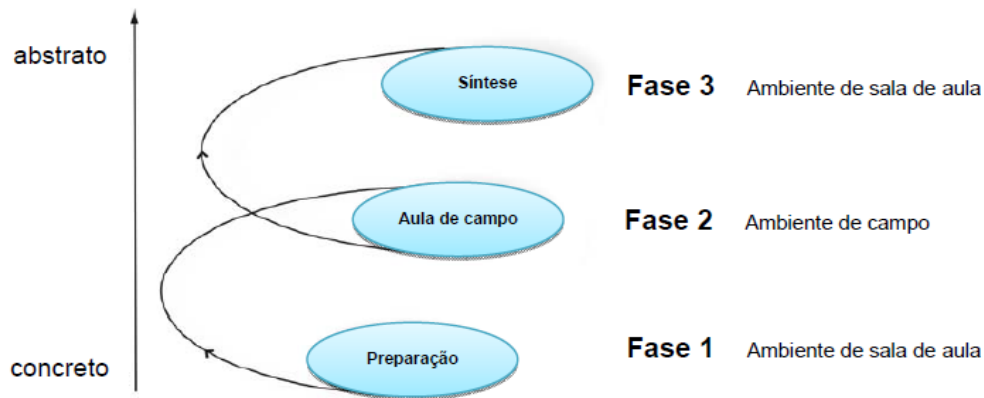 abstrato
Síntese
Fase 3 Ambiente de sala de aula
Aula de campo
Fase 2 Ambiente de campo
Preparação
Fase 1 Ambiente de sala de aula
concreto